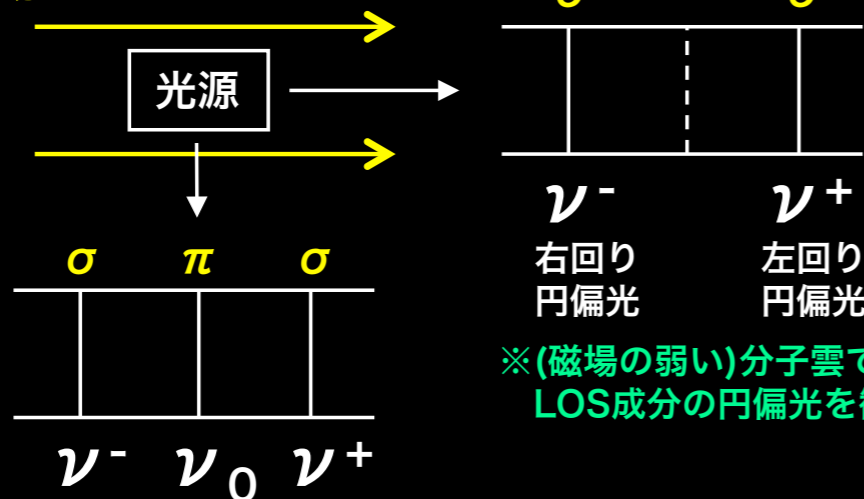 光源
σ π σ
ν- ν0 ν+
ν- ν+
右回り 左回り
円偏光 円偏光
※(磁場の弱い)分子雲で
LOS成分の円偏光を